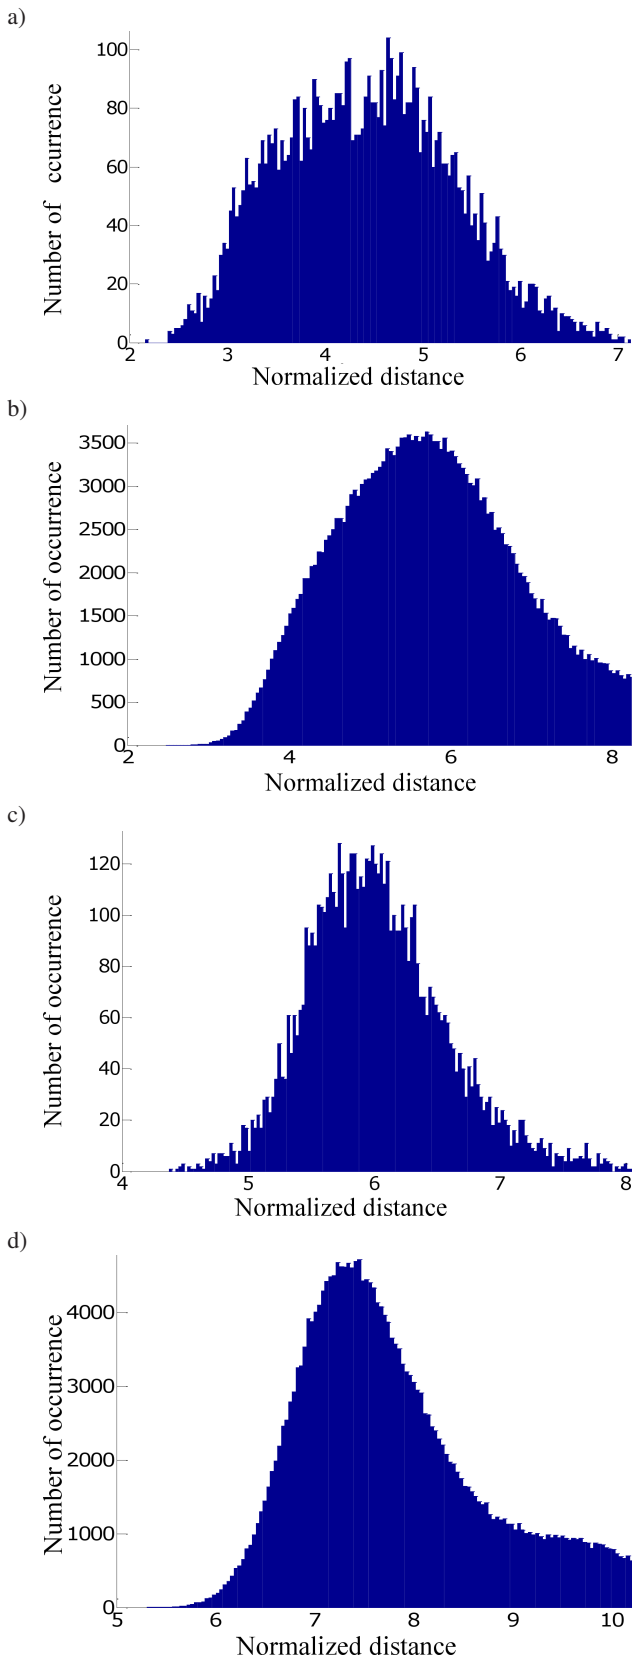 a)
100
80
60
40
20
0
2 3 4 5 6 7
Number of ccurrence
Normalized distance
b)
3500
3000
2500
2000
1500
1000
500
0
2 4 6 8
Number of occurrence
Normalized distance
c)
120
100
80
60
40
20
0
4 5 6 7 8
Number of occurrence
Normalized distance
d)
4000
3000
2000
1000
0
5 6 7 8 9 10
Number of occurrence
Normalized distance